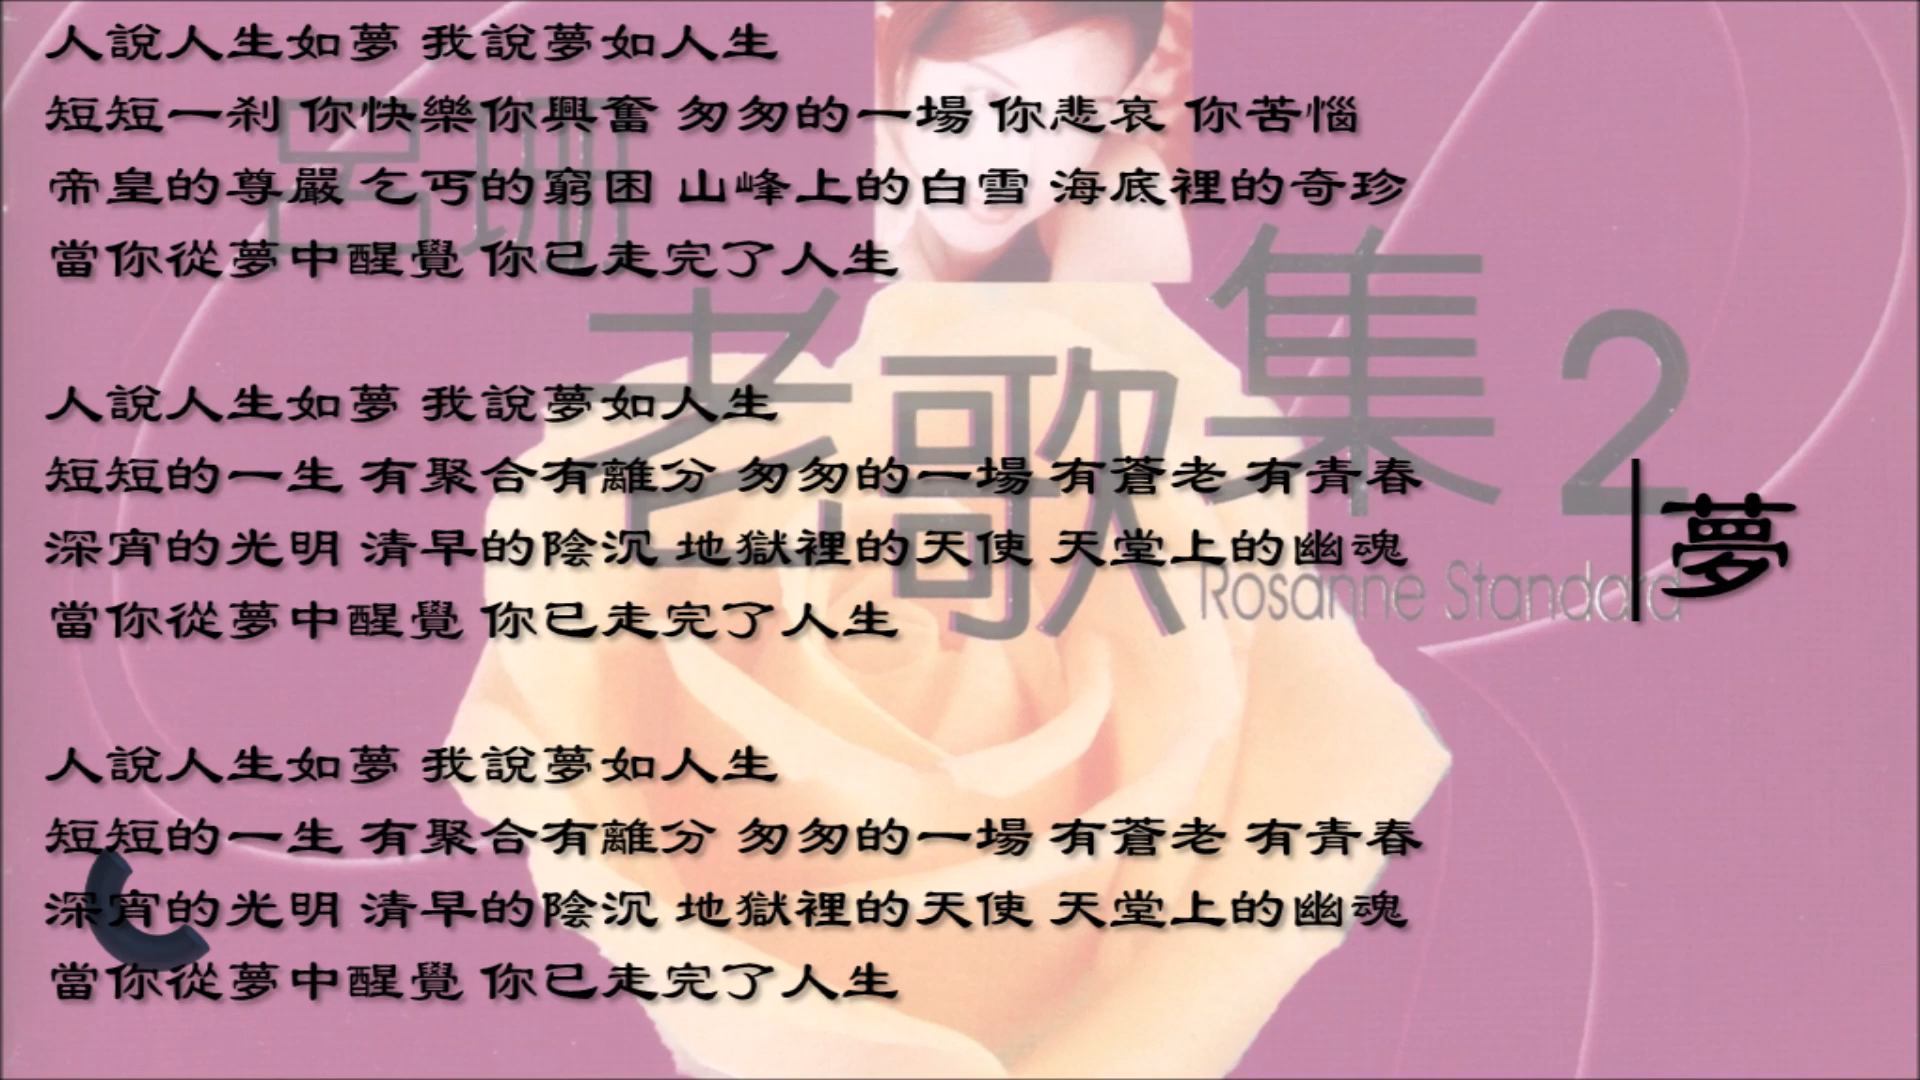 人說人生如夢 我說夢如人生
短短一剎 你快樂你興奮 匆匆的一場 你悲哀 你苦惱
帝皇的尊嚴 乞丐的窮困 山峰上的白雪 海底裡的奇珍
當你從夢中醒覺 你已走完了人生
人說人生如夢 我說夢如人生
短短的一生 有聚合有離分 匆匆的一場 有蒼老 有青春
深宵的光明 清早的陰沉 地獄裡的天使 天堂上的幽魂
當你從夢中醒覺 你已走完了人生
人說人生如夢 我說夢如人生
短短的一生 有聚合有離分 匆匆的一場 有蒼老 有青春
深宵的光明 清早的陰沉 地獄裡的天使 天堂上的幽魂
當你從夢中醒覺 你已走完了人生
夢
呂珊
老歌集2
Rosanne Standard